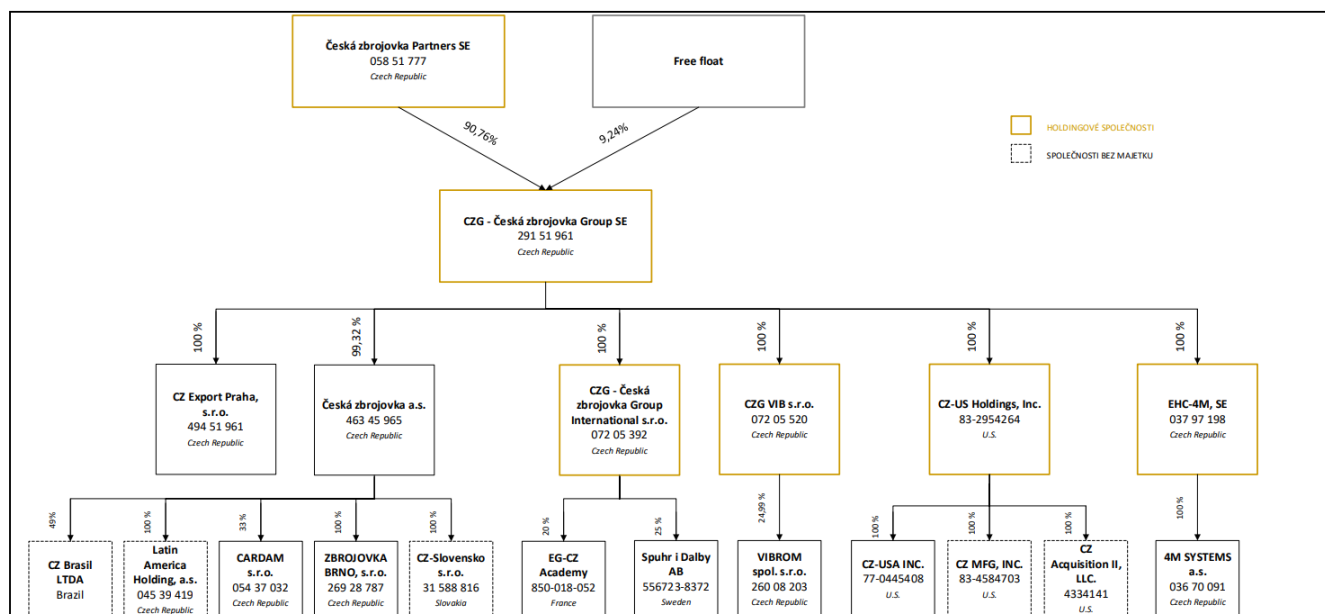 Česká zbrojovka Partners SE
058 51 777
Czech Republic
Free float
90,76%
9,24%
HOLDINGOVÉ SPOLEČNOSTI
SPOLEČNOSTI BEZ MAJETKU
CZG - Česká zbrojovka Group SE
291 51 961
Czech Republic
100 %
99,32 %
100 %
100 %
100 %
100 %
CZ Export Praha,
s.r.o.
494 51 961
Czech Republic
Česká zbrojovka a.s.
463 45 965
Czech Republic
CZG - Česká
zbrojovka Group
International s.r.o.
072 05 392
Czech Republic
CZG VIB s.r.o.
072 05 520
Czech Republic
CZ-US Holdings, Inc.
83-2954264
U.S.
EHC-4M, SE
037 97 198
Czech Republic
49%
100 %
33 %
100 %
100 %
20 %
25 %
24,99 %
100%
100 %
100 %
100 %
CZ Brasil
LTDA
Brazil
Latin
America
Holding, a.s.
045 39 419
Czech Republic
CARDAM
s.r.o.
054 37 032
Czech Republic
ZBROJOVKA
BRNO, s.r.o.
269 28 787
Czech Republic
CZ-Slovensko
s.r.o.
31 588 816
Slovakia
EG-CZ
Academy
850-018-052
France
Spuhr i Dalby
AB
556723-8372
Sweden
VIBROM
spol. s.r.o.
260 08 203
Czech Republic
CZ-USA INC.
77-0445408
U.S.
CZ MFG, INC.
83-4584703
U.S.
CZ
Acquisition II,
LLC.
4334141
U.S.
4M SYSTEMS
a.s.
036 70 091
Czech Republic